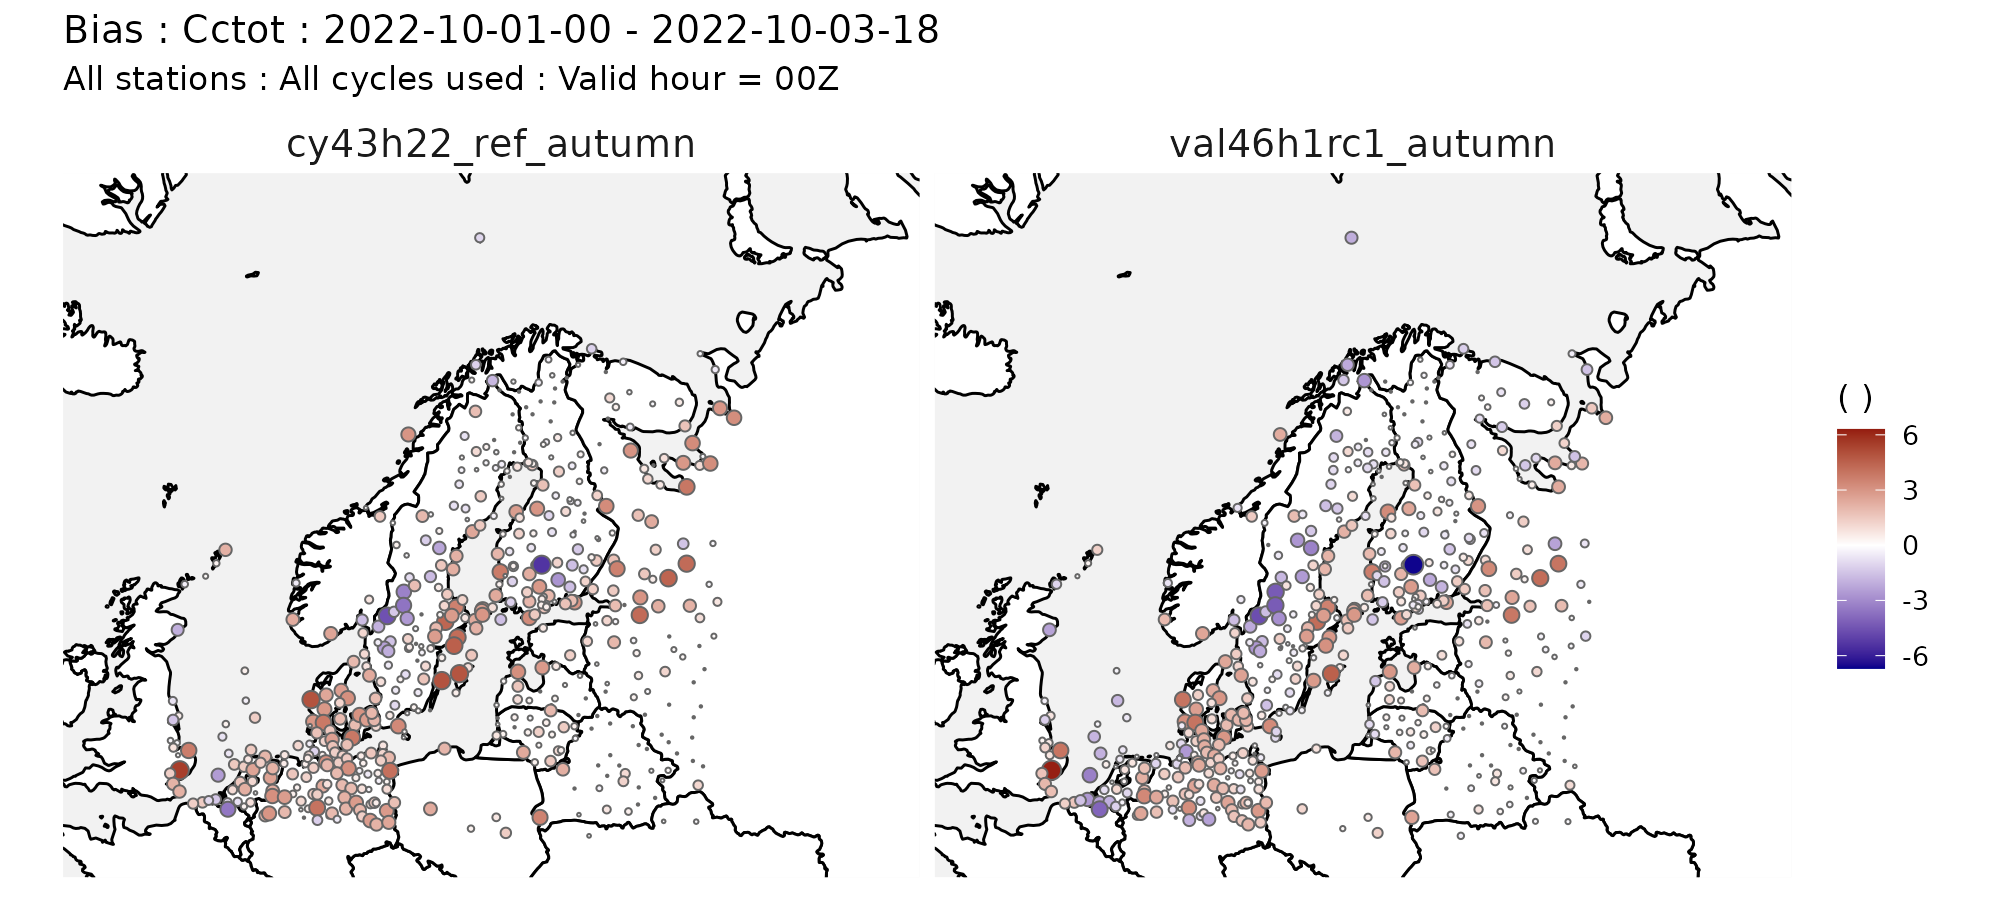 Bias : Cctot : 2022-10-01-00 - 2022-10-03-18
All stations : All cycles used : Valid hour = 00Z
cy43h22_ref_autumn
val46h1rc1_autumn
( )
6
3
0
-3
-6